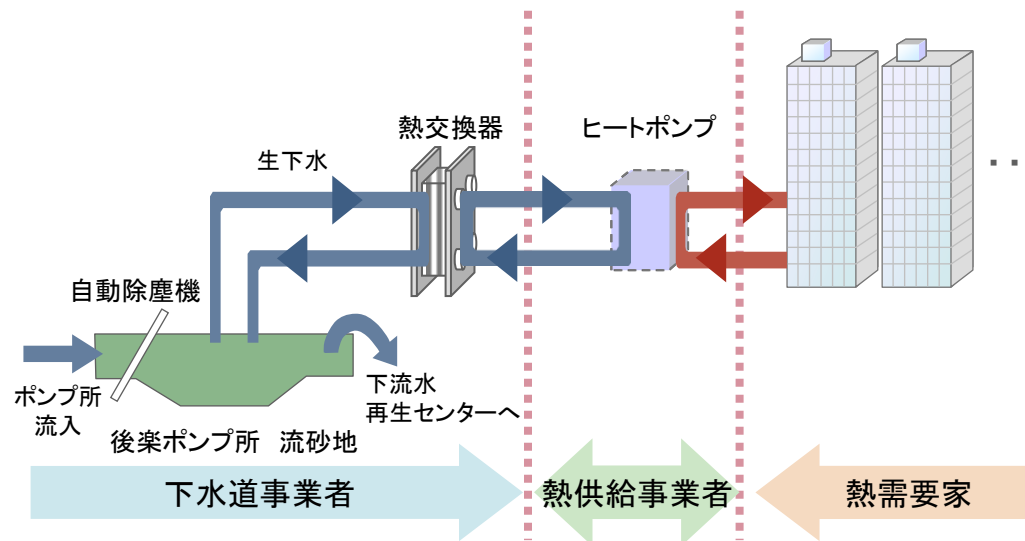 熱交換器
ヒートポンプ
生下水
自動除塵機
ポンプ所
流入
下流水
再生センターへ
後楽ポンプ所 流砂地
下水道事業者
熱供給事業者
熱需要家